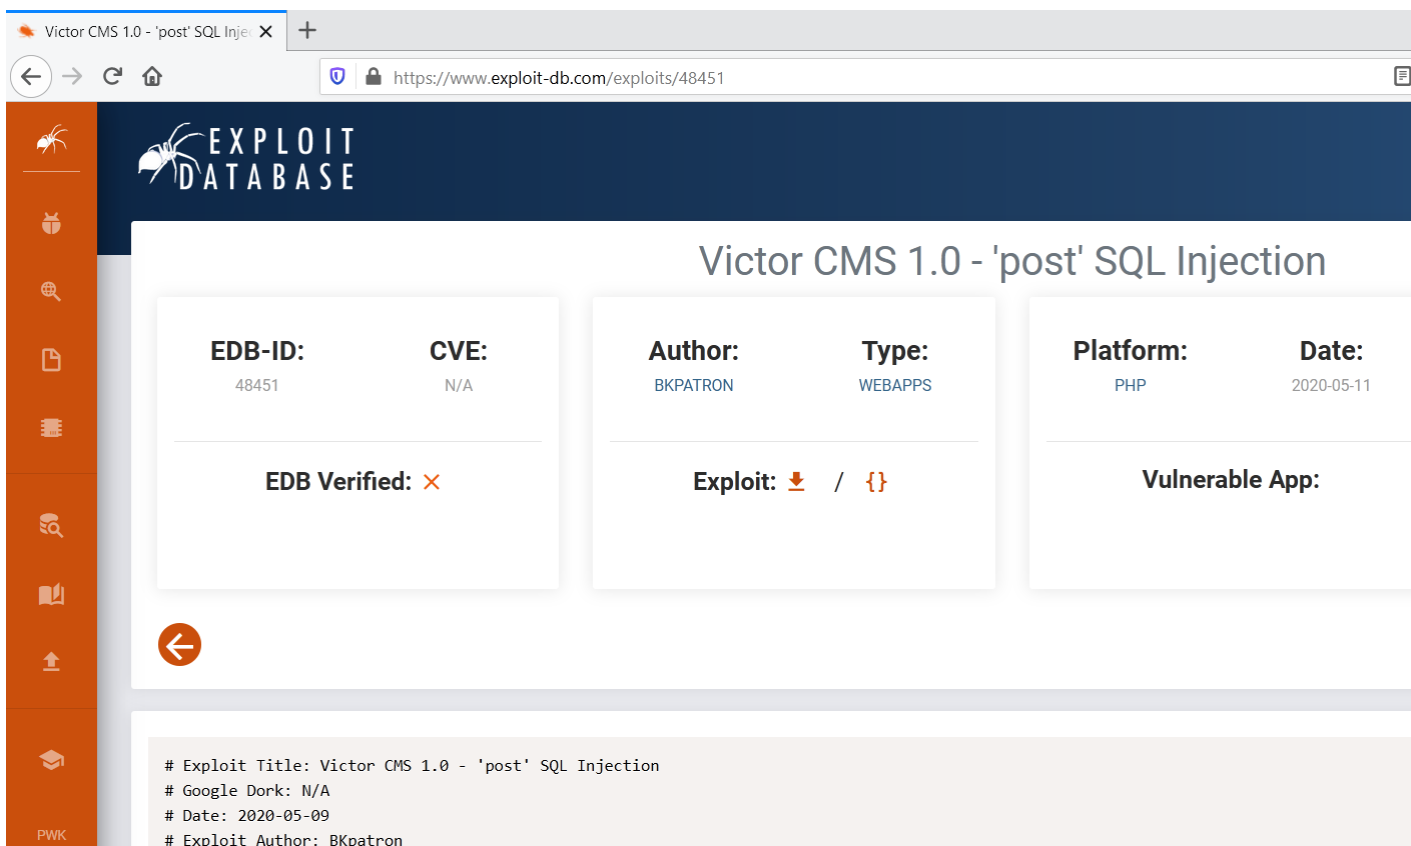 Victor CMS 1.0 - 'post' SQL Inje
https://www.exploit-db.com/exploits/48451
EXPLOIT
DATABASE
Victor CMS 1.0 - 'post' SQL Injection
EDB-ID:
48451
CVE:
N/A
EDB Verified:
Author:
BKPATRON
Type:
WEBAPPS
Exploit: / {}
Platform:
PHP
Date:
2020-05-11
Vulnerable App:
PWK
# Exploit Title: Victor CMS 1.0 - 'post' SQL Injection
# Google Dork: N/A
# Date: 2020-05-09
# Exploit Author: BKpatron